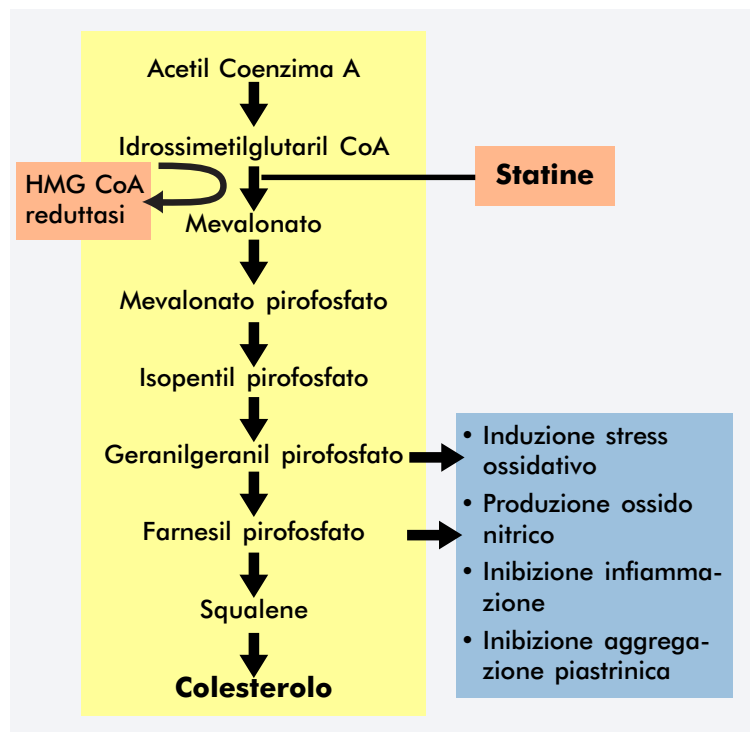 Acetil Coenzima A
Idrossimetilglutaril CoA
HMG CoA
reduttasi
Statine
Mevalonato
Mevalonato pirofosfato
Isopentil pirofosfato
Geranilgeranil pirofosfato
Farnesil pirofosfato
Squalene
Colesterolo
• Induzione stress
ossidativo
• Produzione ossido
nitrico
• Inibizione infiamma-
zione
• Inibizione aggrega-
zione piastrinica